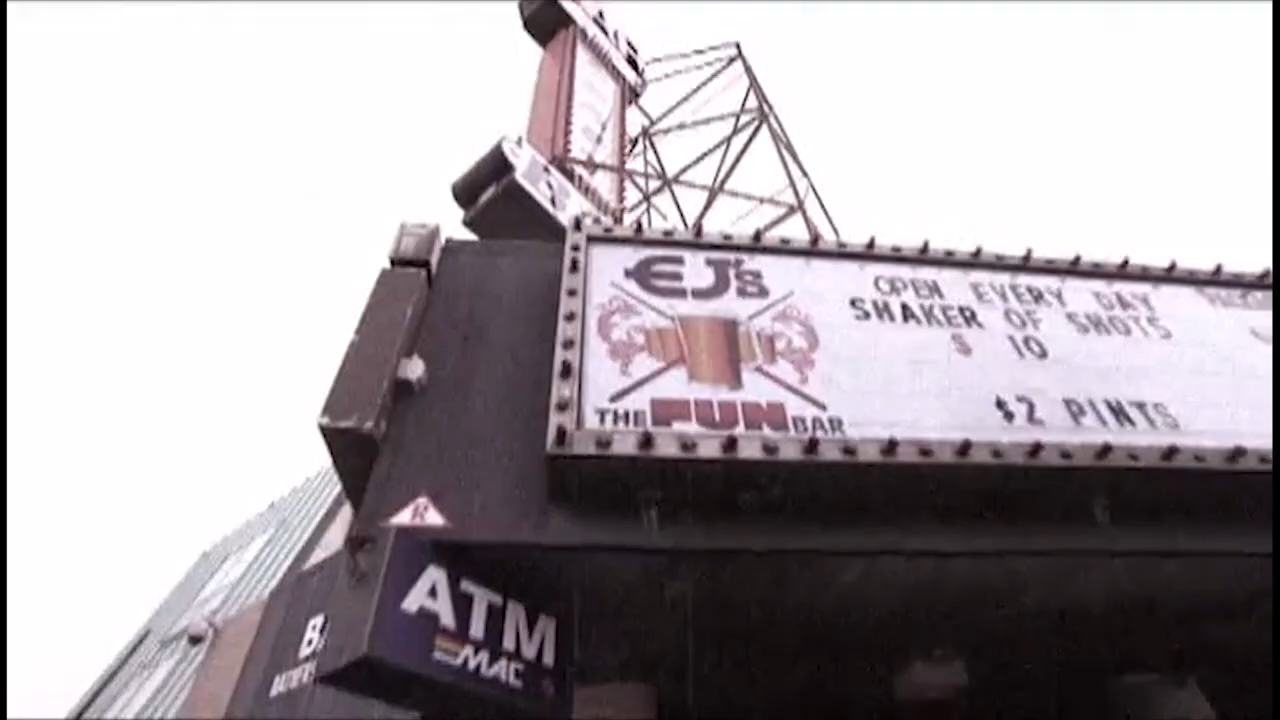 EJ's
THE FUN BAR
OPEN EVERY DAY
SHAKER OF SHOTS
$ 10
$2 PINTS
R
ATM
MAC